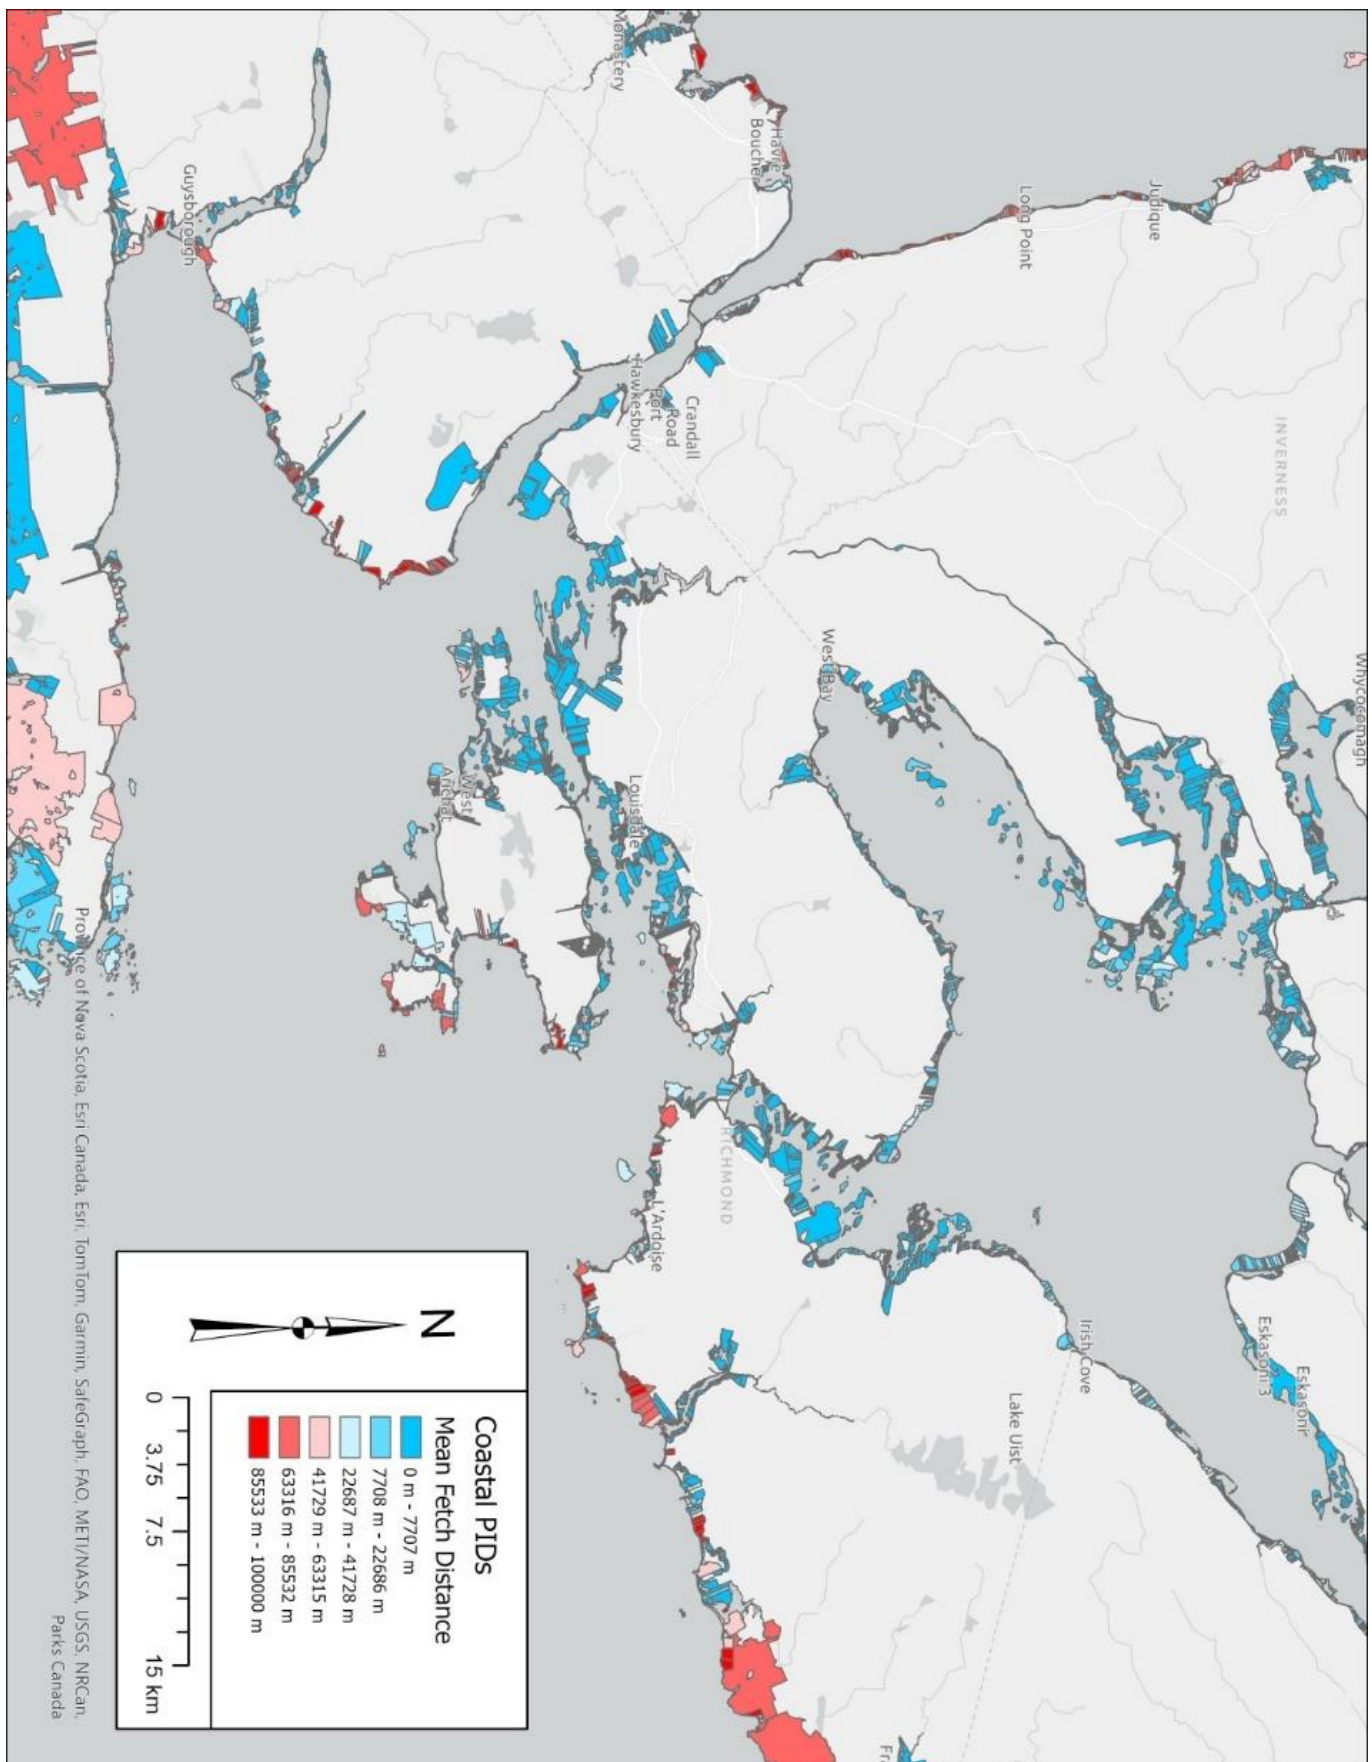 Monastery
Havre
Boucher
Long Point
Judique
Guysborough
INVERNESS
Crandall
Road
Port
Hawkesbury
Whycocomagh
West Bay
Louisdale
West
Arichat
RICHMOND
L'Ardoise
Irish Cove
Eskasoni 3
Eskasoni
Lake Uist
N
Coastal PIDs
Mean Fetch Distance
0 m - 7707 m
7708 m - 22686 m
22687 m - 41728 m
41729 m - 63315 m
63316 m - 85532 m
85533 m - 100000 m
0 3.75 7.5 15 km
Province of Nova Scotia, Esri Canada, Esri, TomTom, Garmin, SafeGraph, FAO, METI/NASA, USGS, NRCan,
Parks Canada